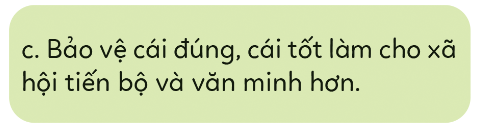 c. Bảo vệ cái đúng, cái tốt làm cho xã
hội tiến bộ và văn minh hơn.